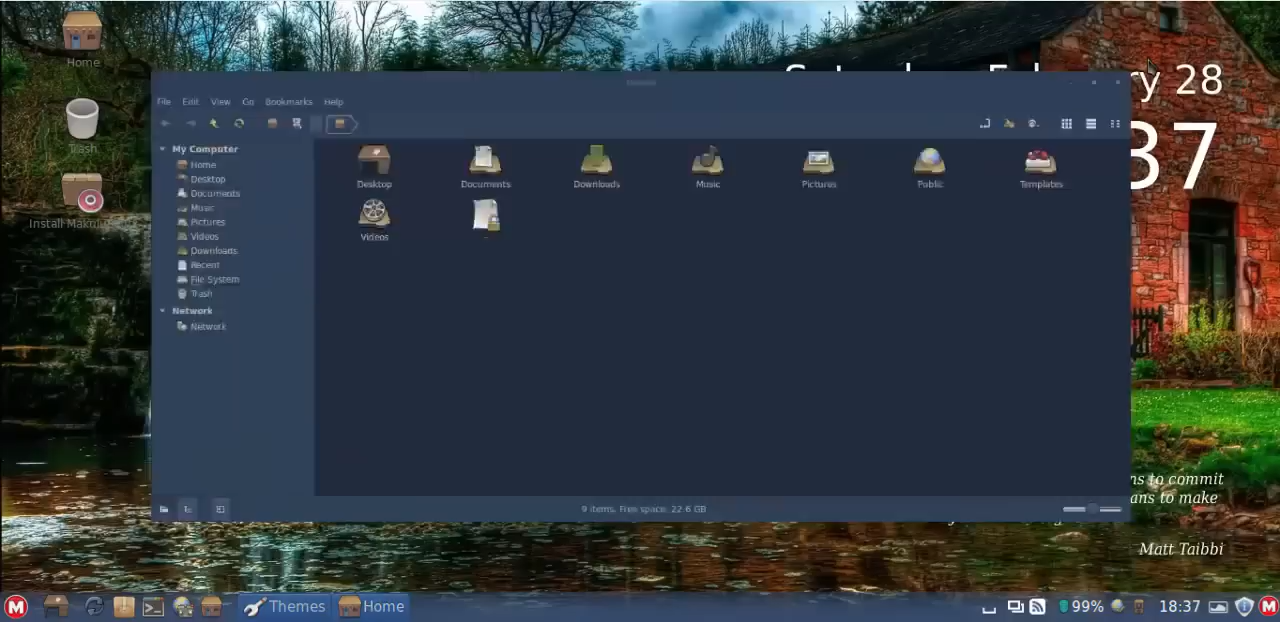 Home
Trash
Install Makulu
ry 28
37
File Edit View Go Bookmarks Help
My Computer
Home
Desktop
Documents
Music
Pictures
Videos
Downloads
Recent
File System
Trash
Network
Network
Desktop Documents Downloads Music Pictures Public Templates
Videos
9 items, Free space: 22.6 GB
ns to commit
ans to make
Matt Taibbi
M Themes Home 99% 18:37 M